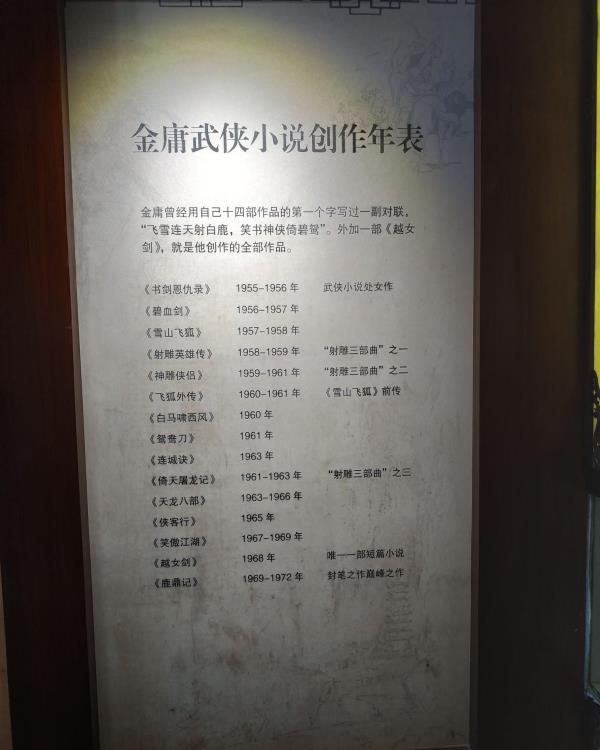 金庸武侠小说创作年表
金庸曾经用自己十四部作品的第一个字写过一副对联，
“飞雪连天射白鹿，笑书神侠倚碧鸳”。外加一部《越女
剑》，就是他创作的全部作品。
《书剑恩仇录》 1955-1956 年 武侠小说处女作
《碧血剑》 1956-1957 年
《雪山飞狐》 1957-1958 年
《射雕英雄传》 1958-1959 年 “射雕三部曲”之一
《神雕侠侣》 1959-1961 年 “射雕三部曲”之二
《飞狐外传》 1960-1961 年 《雪山飞狐》前传
《白马啸西风》 1960 年
《鸳鸯刀》 1961 年
《连城诀》 1963 年
《倚天屠龙记》 1961-1963 年 “射雕三部曲”之三
《天龙八部》 1963-1966 年
《侠客行》 1965 年
《笑傲江湖》 1967-1969 年
《越女剑》 1968 年 唯一一部短篇小说
《鹿鼎记》 1969-1972 年 封笔之作巅峰之作